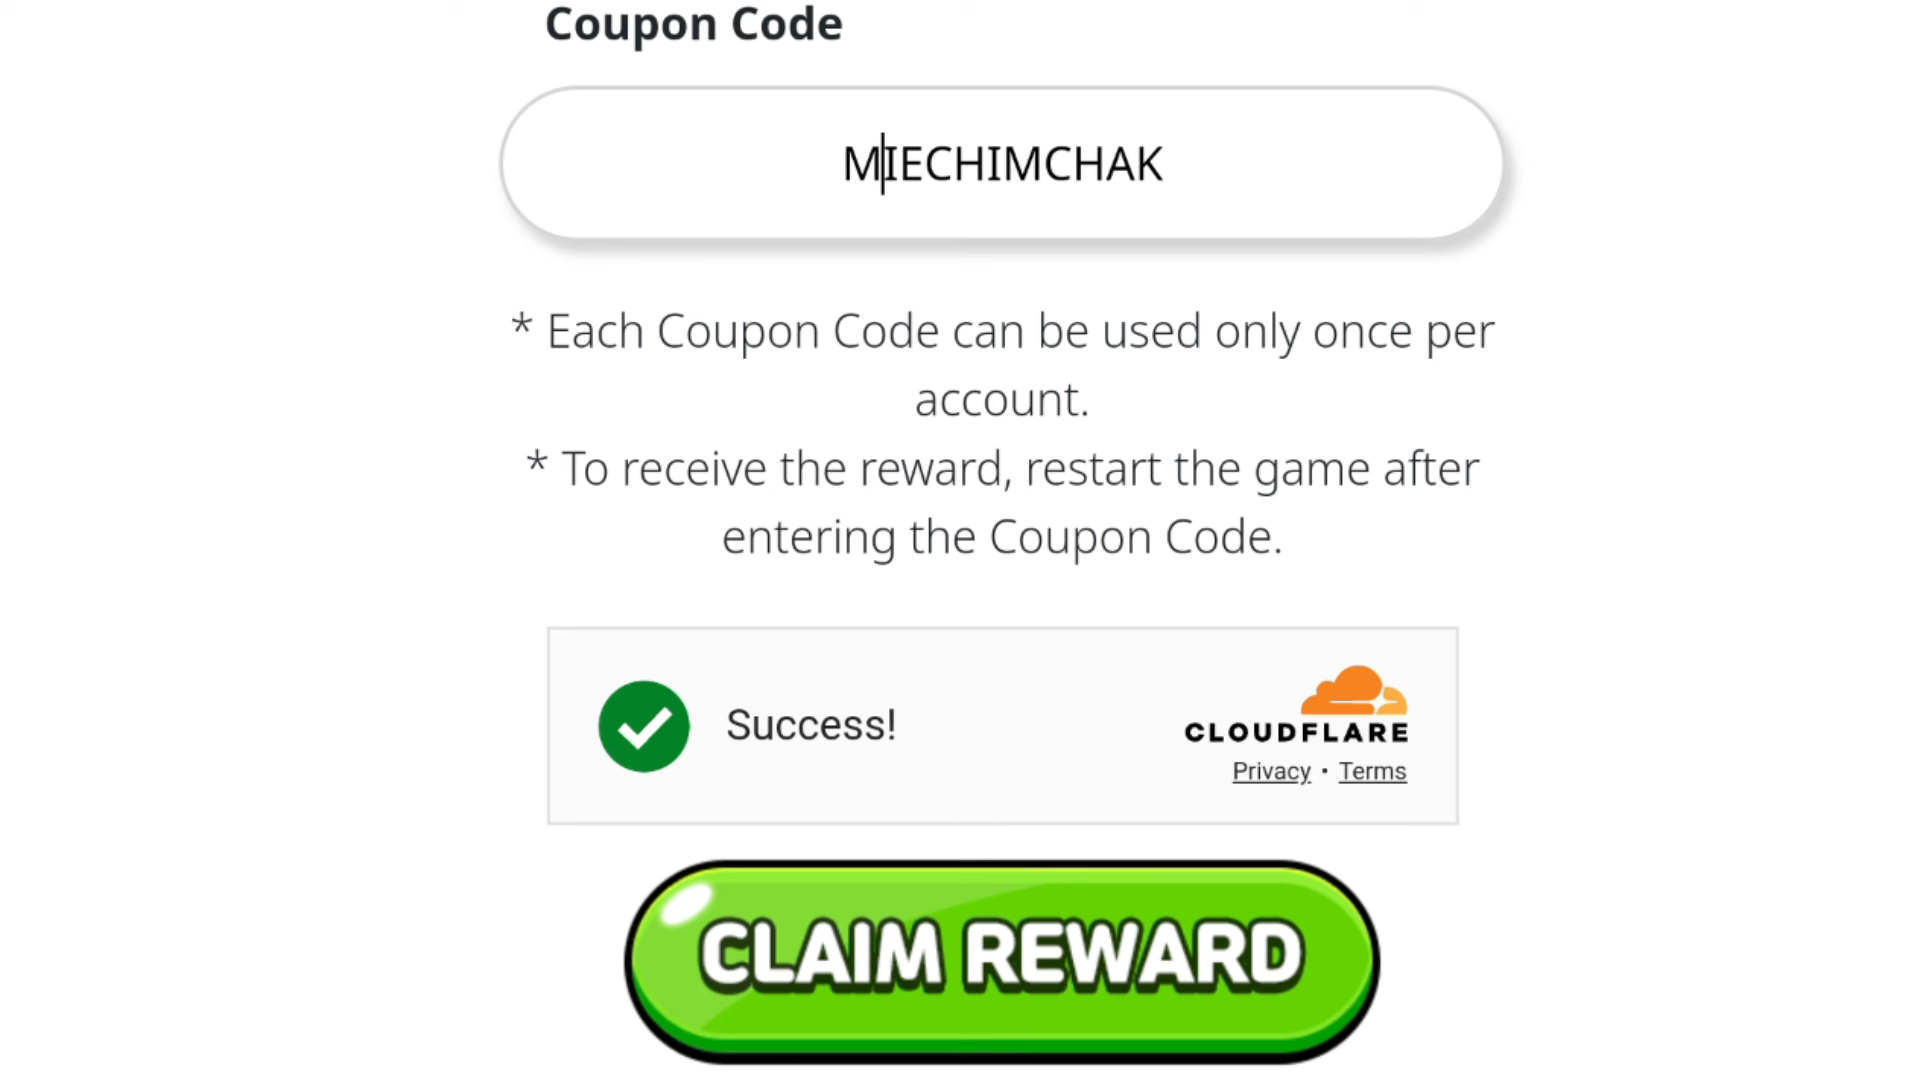 Coupon Code
MIECHIMCHAK
* Each Coupon Code can be used only once per
account.
* To receive the reward, restart the game after
entering the Coupon Code.
Success!
CLOUDFLARE
Privacy • Terms
CLAIM REWARD